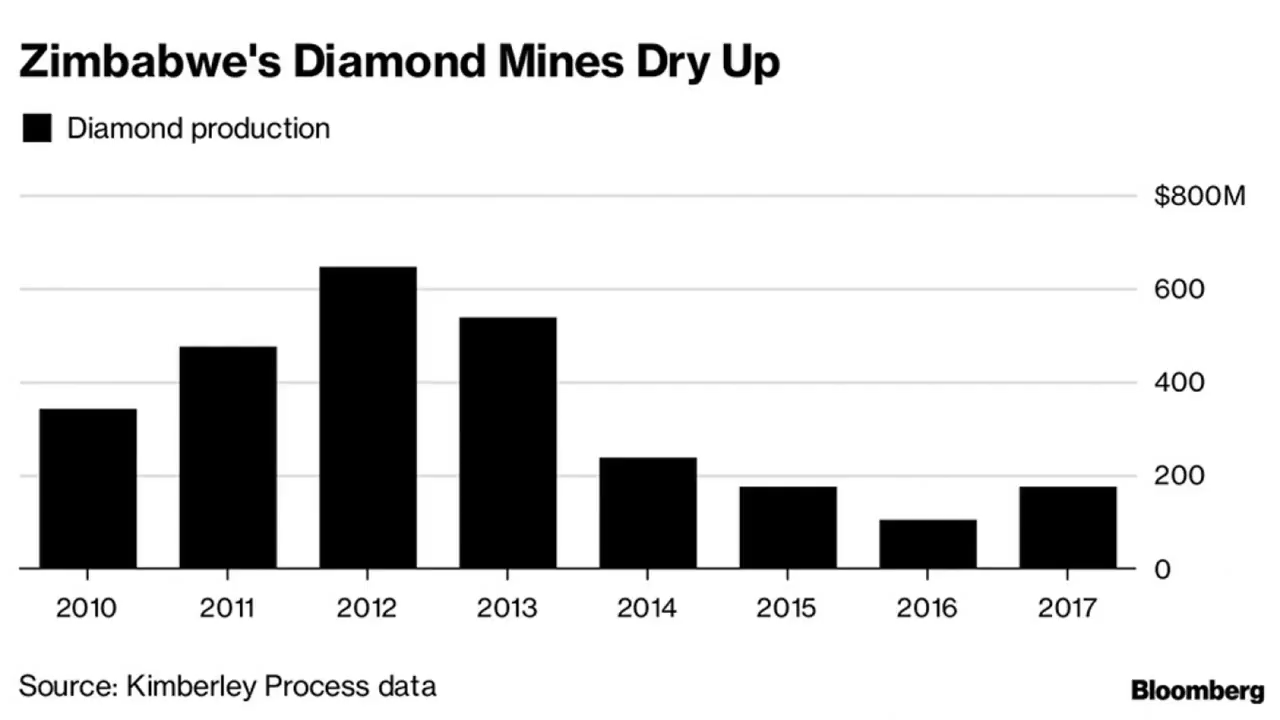 Zimbabwe's Diamond Mines Dry Up
Diamond production
$800M
600
400
200
0
2010 2011 2012 2013 2014 2015 2016 2017
Source: Kimberley Process data
Bloomberg